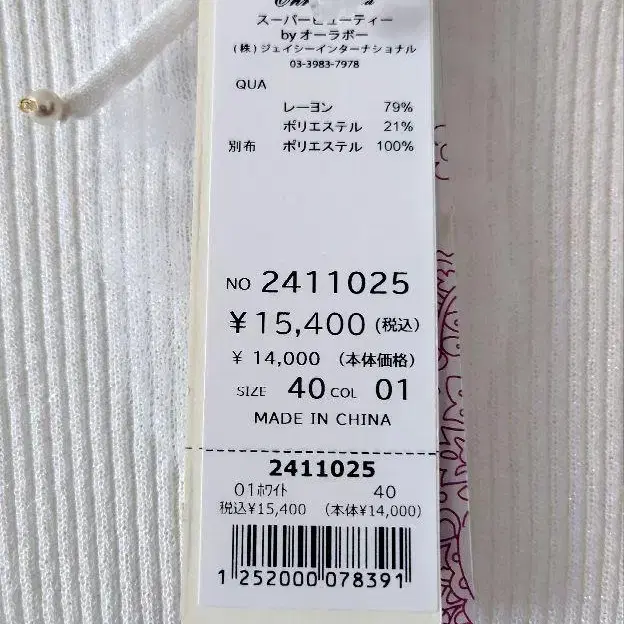 スーパービューティー
by オーラボー
(株)ジェイシーインターナショナル
03-3983-7978
QUA
レーヨン 79%
ポリエステル 21%
別布 ポリエステル 100%
NO 2411025
¥15,400 (税込)
¥ 14,000 (本体価格)
SIZE 40 COL 01
MADE IN CHINA
2411025
01ホワイト 40
税込¥15,400 (本体¥14,000)
1 252000 078391